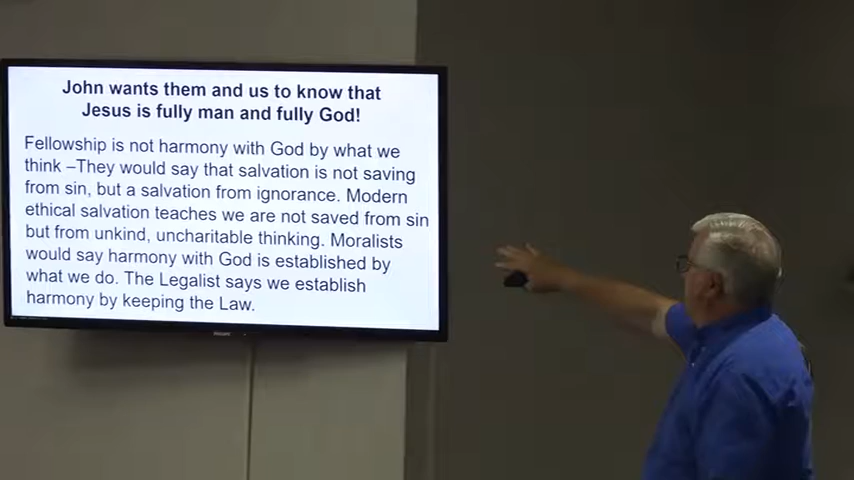 John wants them and us to know that
Jesus is fully man and fully God!
Fellowship is not harmony with God by what we
think –They would say that salvation is not saving
from sin, but a salvation from ignorance. Modern
ethical salvation teaches we are not saved from sin
but from unkind, uncharitable thinking. Moralists
would say harmony with God is established by
what we do. The Legalist says we establish
harmony by keeping the Law.